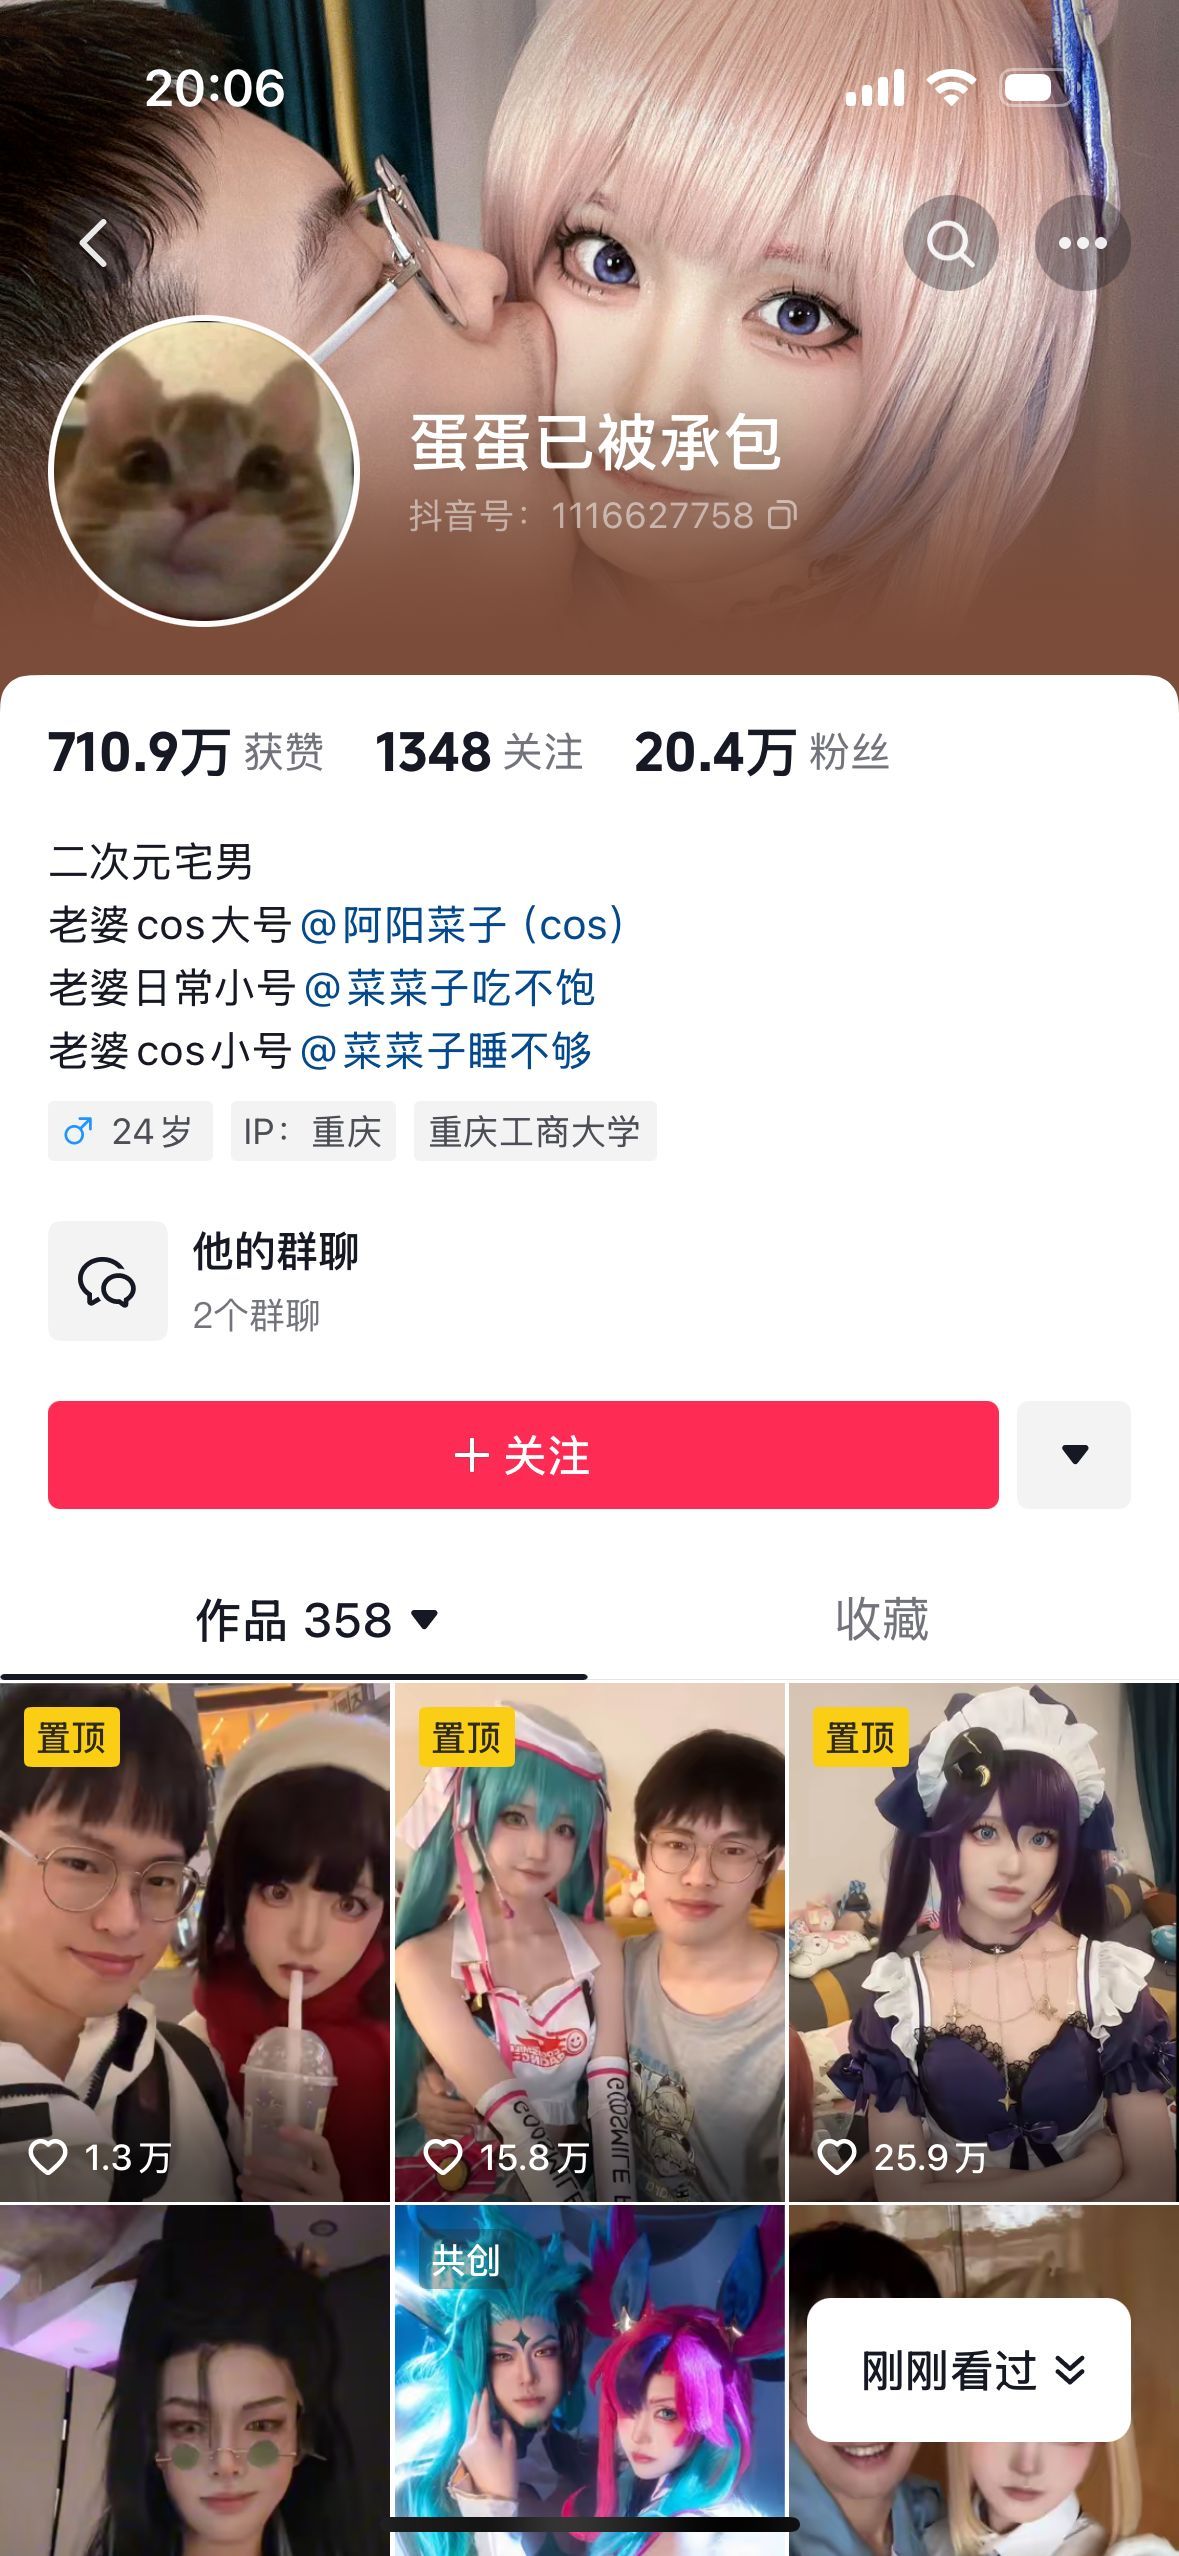 20:06
蛋蛋已被承包
抖音号：1116627758
710.9万 获赞 1348 关注 20.4万 粉丝
二次元宅男
老婆cos大号@阿阳菜子（cos）
老婆日常小号@菜菜子吃不饱
老婆cos小号@菜菜子睡不够
♂ 24岁 IP：重庆 重庆工商大学
他的群聊
2个群聊
+ 关注
作品 358 收藏
置顶 置顶 置顶
1.3万 15.8万 25.9万
共创
刚刚看过